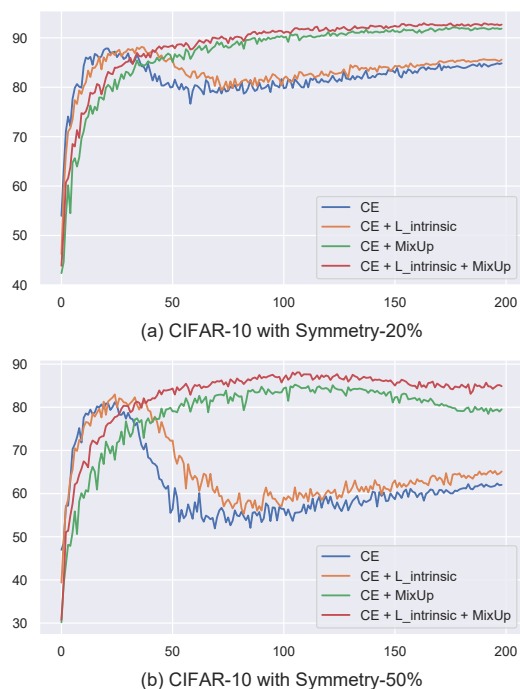 90
80
70
60
50
40
CE
CE + L_intrinsic
CE + MixUp
CE + L_intrinsic + MixUp
0 50 100 150 200
(a) CIFAR-10 with Symmetry-20%
90
80
70
60
50
40
30
CE
CE + L_intrinsic
CE + MixUp
CE + L_intrinsic + MixUp
0 50 100 150 200
(b) CIFAR-10 with Symmetry-50%